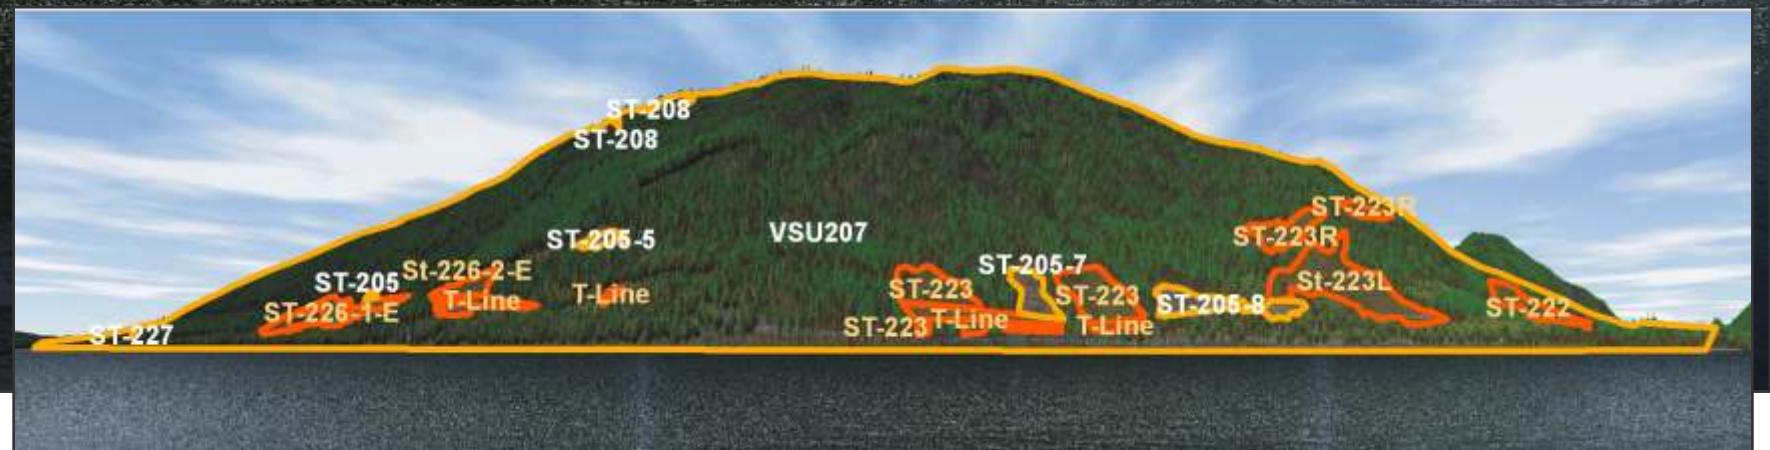 ST-208
ST-208
ST-223R
VSU207
ST-223R
ST-205-5
ST-205-7
St-226-2-E
ST-205
St-223L
ST-223
ST-223
T-Line
T-Line
ST-205-8
ST-222
ST-226-1-E
T-Line
ST-223
T-Line
ST-227